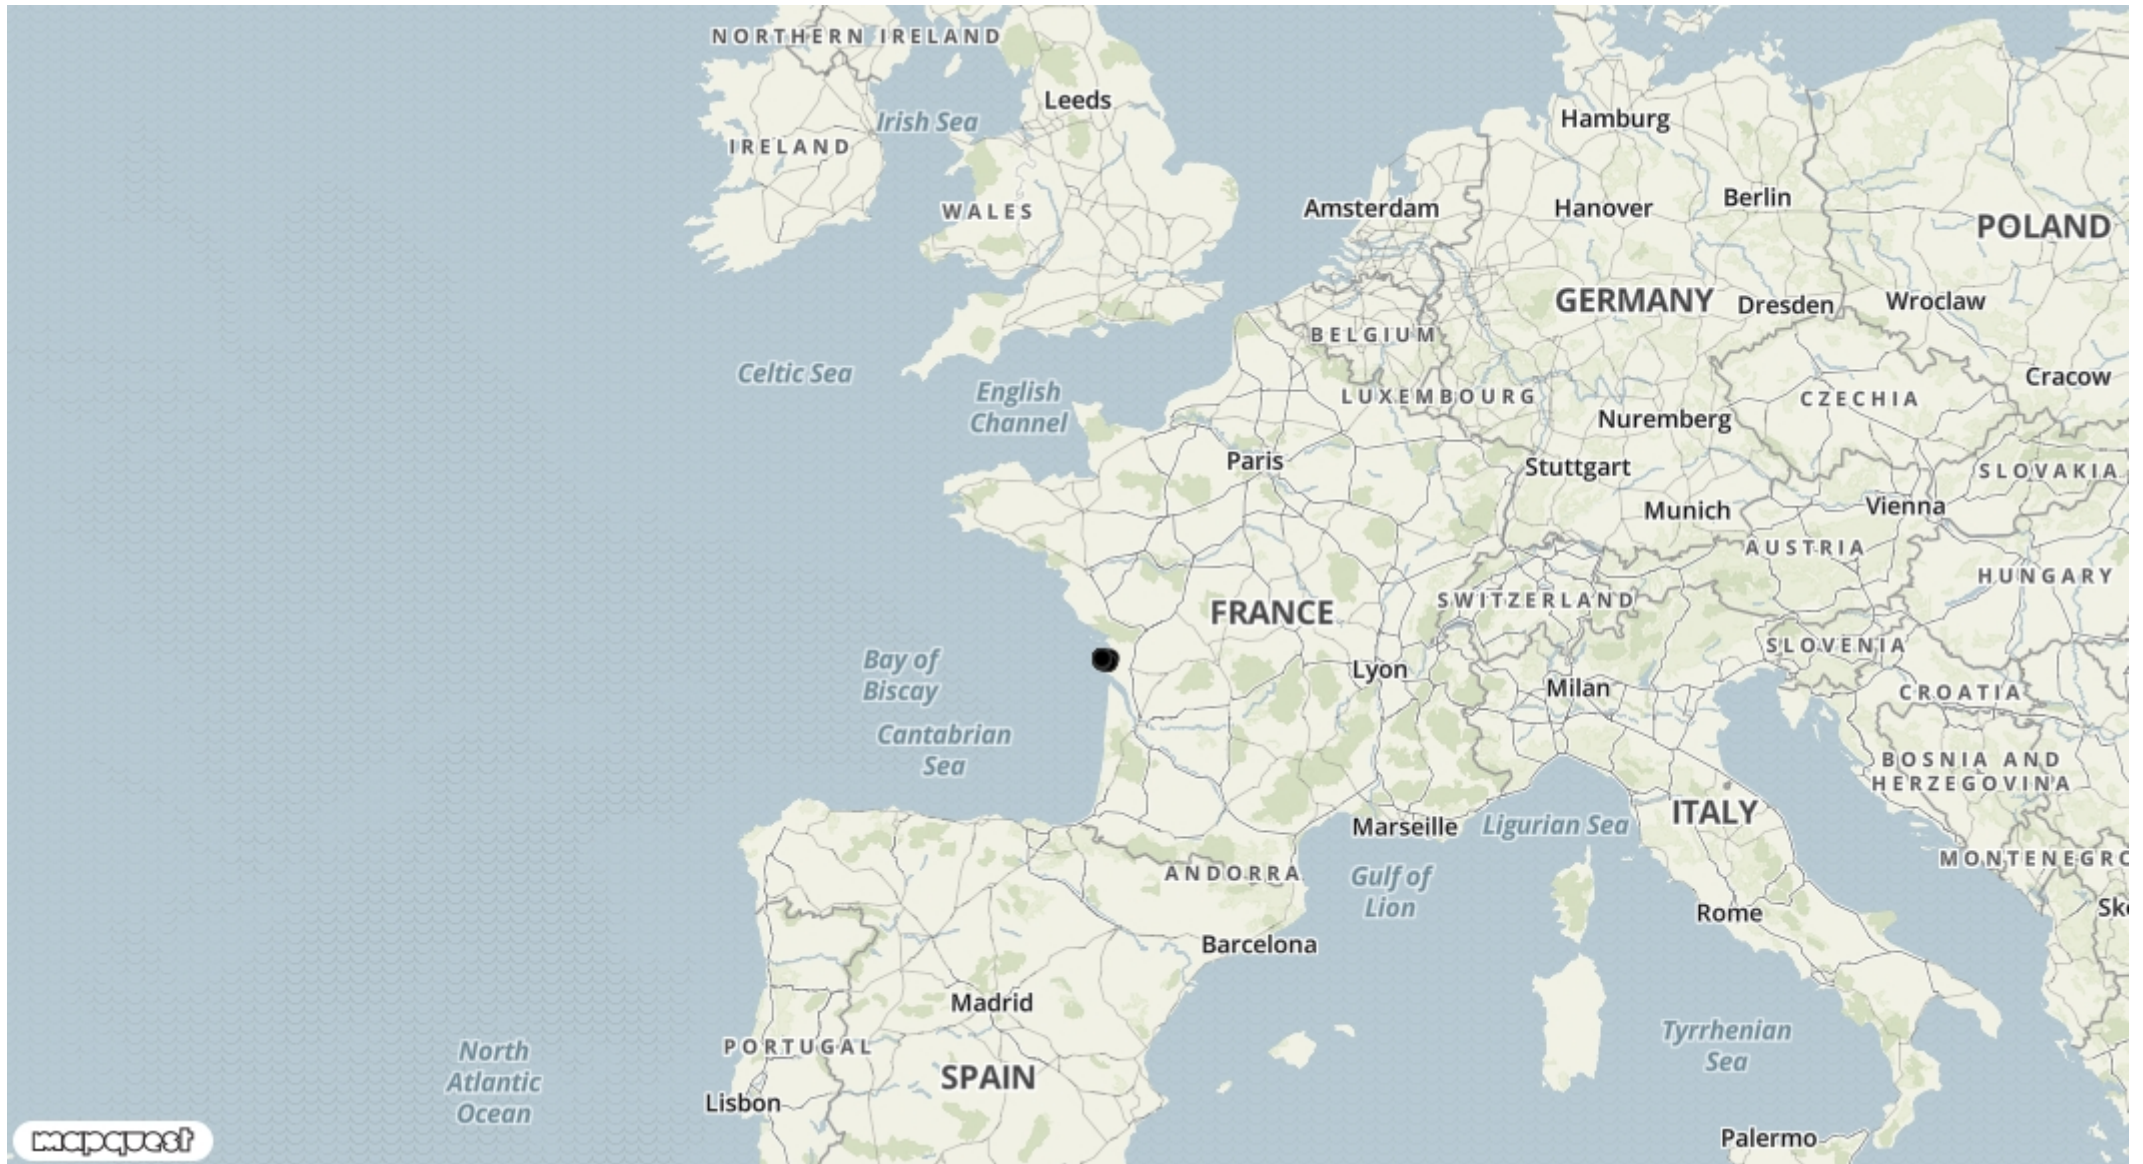 NORTHERN IRELAND
Leeds
Irish Sea
IRELAND
Hamburg
WALES
Amsterdam
Hanover
Berlin
POLAND
GERMANY
Dresden
Wroclaw
BELGIUM
Celtic Sea
English
Channel
LUXEMBOURG
Cracow
CZECHIA
Nuremberg
Paris
Stuttgart
SLOVAKIA
Munich
Vienna
AUSTRIA
HUNGARY
SWITZERLAND
FRANCE
SLOVENIA
Bay of
Biscay
Lyon
Milan
CROATIA
Cantabrian
Sea
BOSNIA AND
HERZEGOVINA
ITALY
Marseille
Ligurian Sea
MONTENEGRO
ANDORRA
Gulf of
Lion
Rome
Sk
Barcelona
Madrid
Tyrrhenian
Sea
PORTUGAL
North
Atlantic
Ocean
SPAIN
Lisbon
mapquest
Palermo